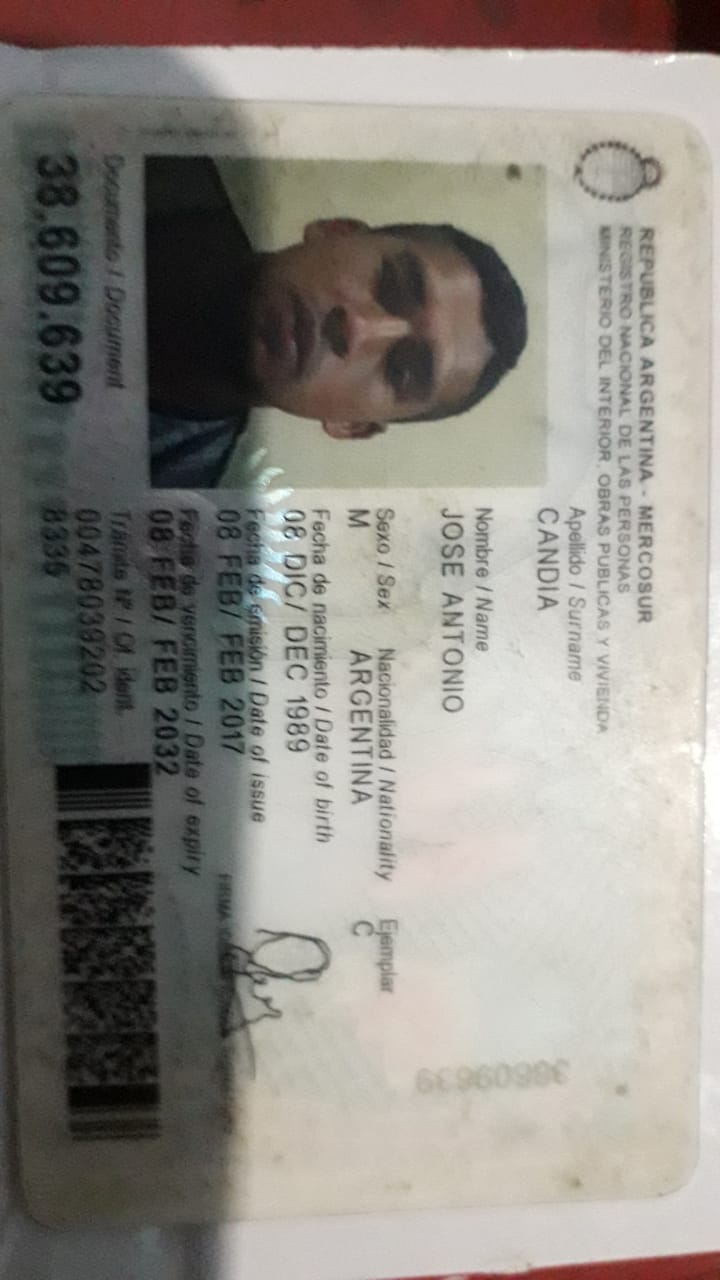 REPUBLICA ARGENTINA - MERCOSUR
REGISTRO NACIONAL DE LAS PERSONAS
MINISTERIO DEL INTERIOR, OBRAS PUBLICAS Y VIVIENDA
Apellido / Surname
CANDIA
Nombre / Name
JOSE ANTONIO
Sexo / Sex Nacionalidad / Nationality Ejemplar
M ARGENTINA C
Fecha de nacimiento / Date of birth
08 DIC/ DEC 1989
Fecha de emisión / Date of issue
08 FEB/ FEB 2017
Fecha de vencimiento / Date of expiry
08 FEB/ FEB 2032
FIRMA
Documento / Document
38.609.639
Trámite Nº / Of. ident.
00478039202
8336
38609639